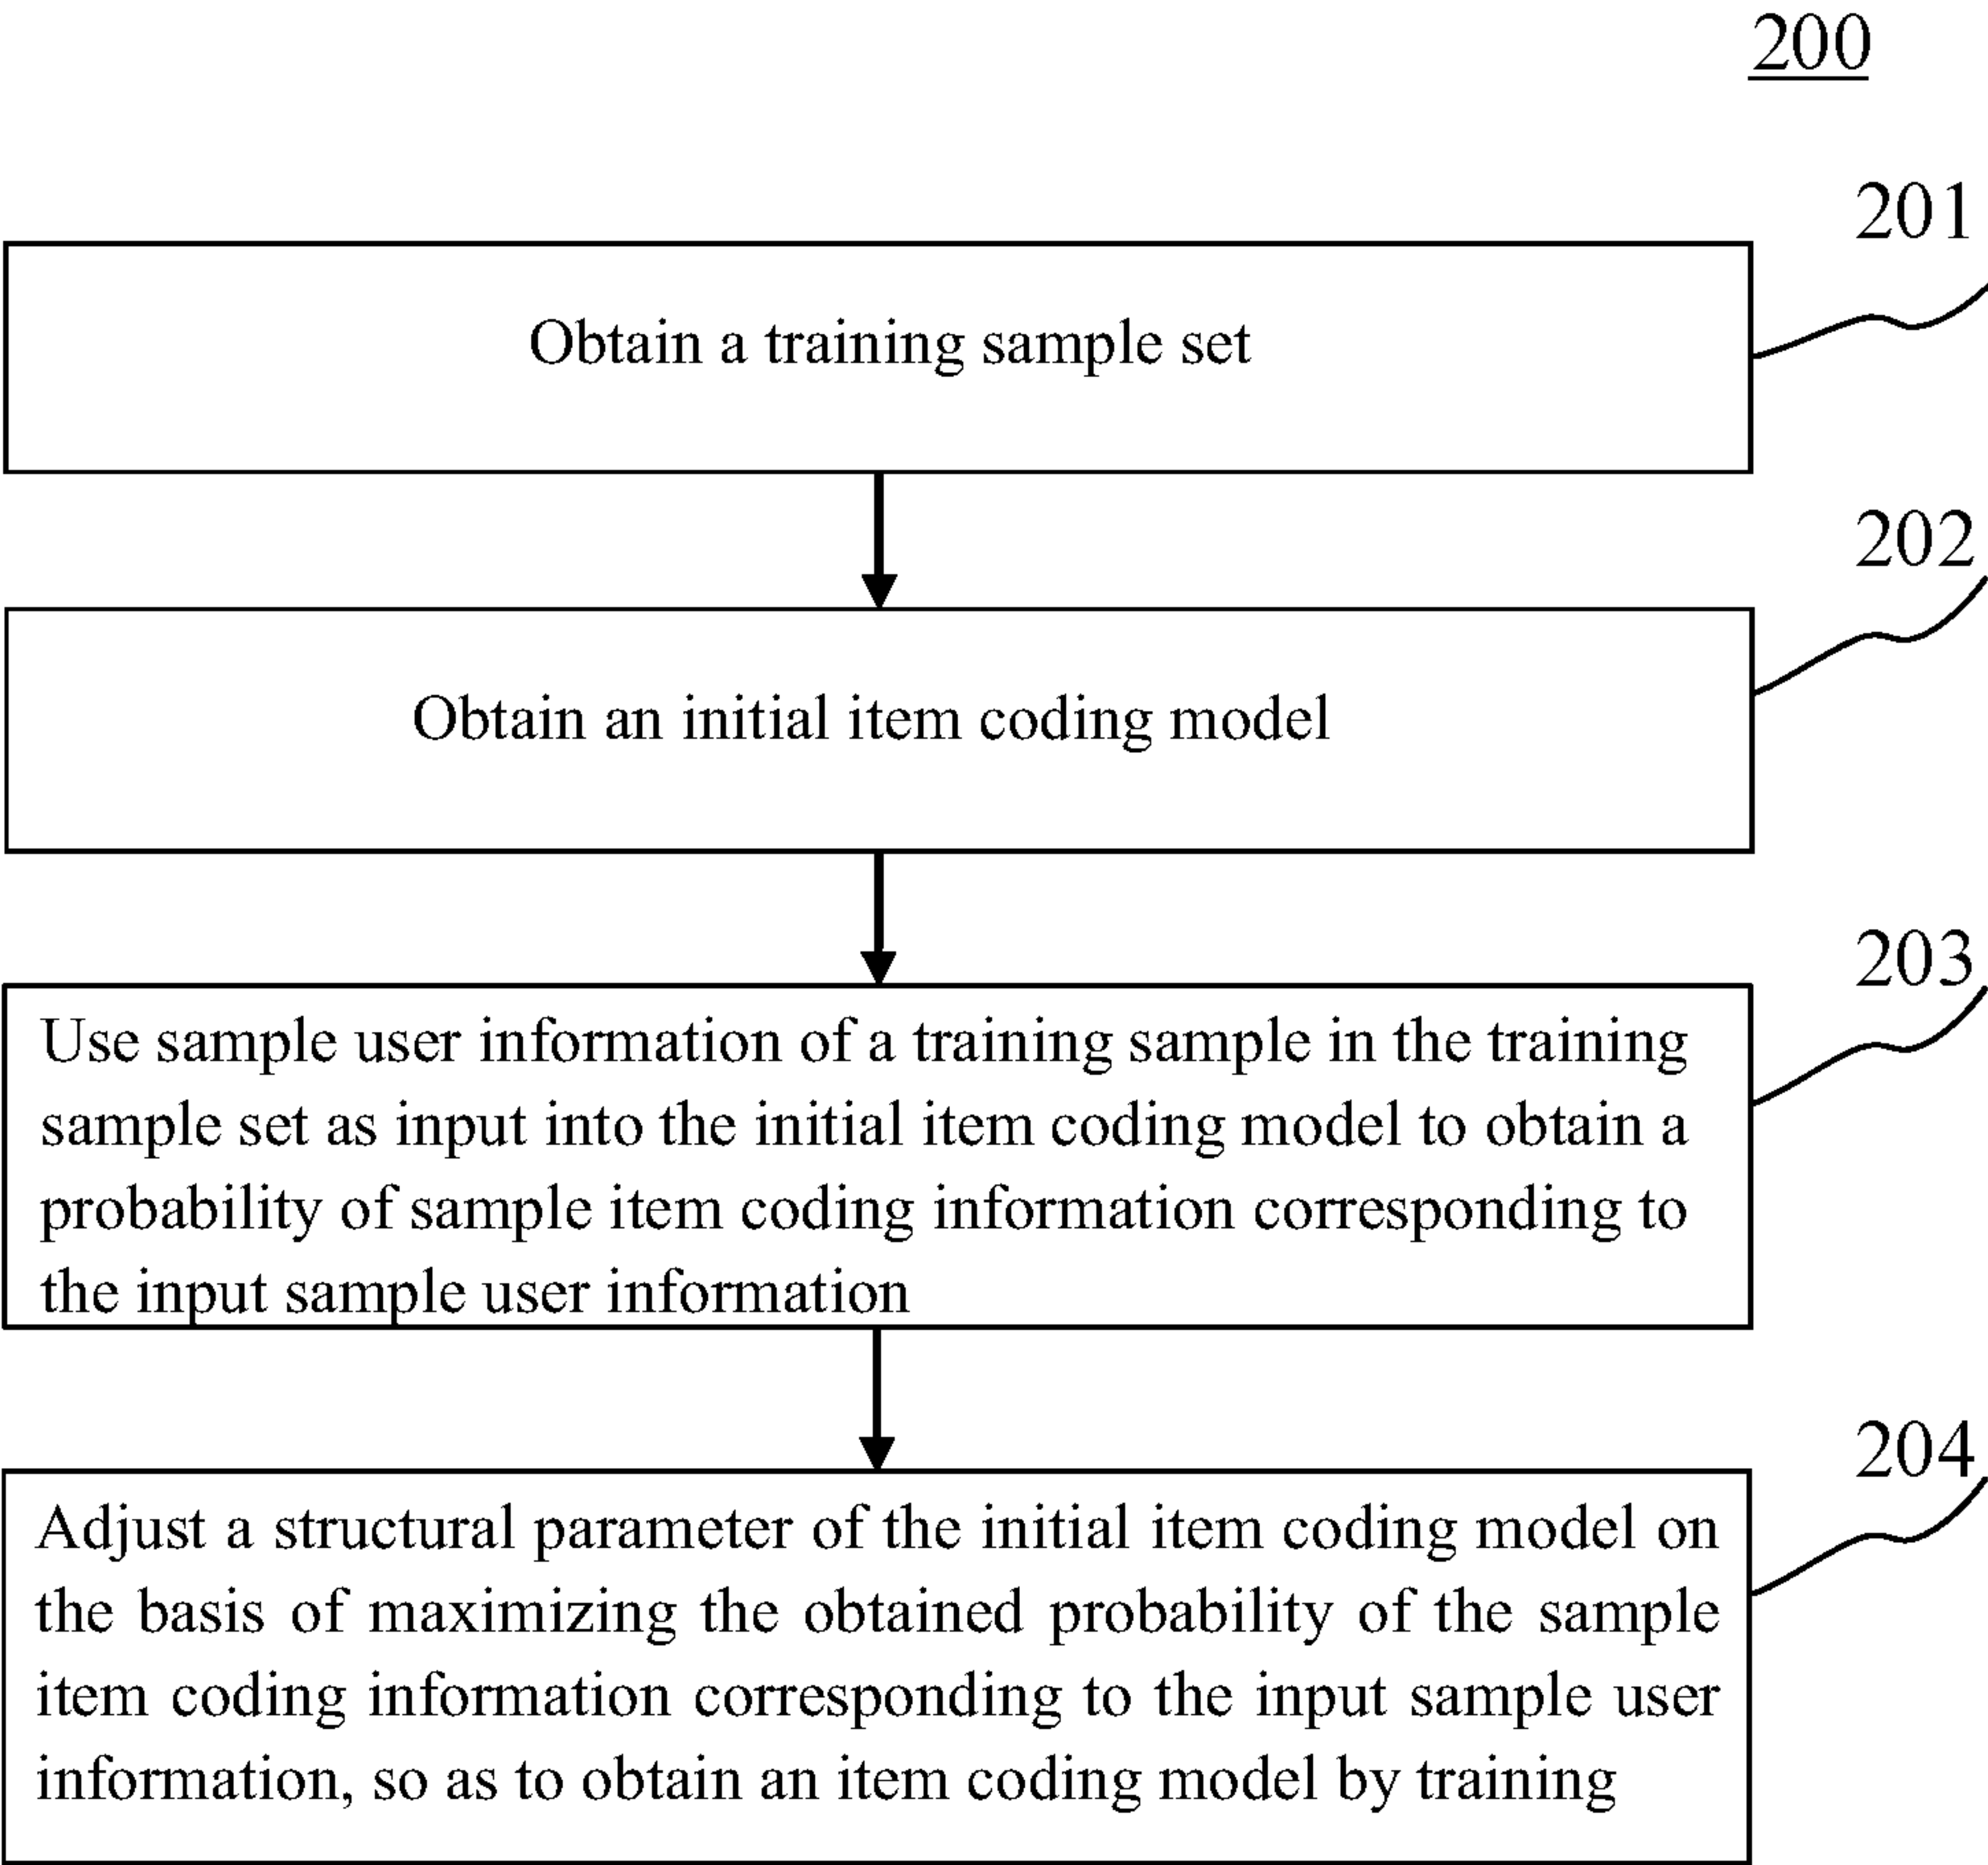 200
201
Obtain a training sample set
202
Obtain an initial item coding model
203
Use sample user information of a training sample in the training
sample set as input into the initial item coding model to obtain a
probability of sample item coding information corresponding to
the input sample user information
204
Adjust a structural parameter of the initial item coding model on
the basis of maximizing the obtained probability of the sample
item coding information corresponding to the input sample user
information, so as to obtain an item coding model by training